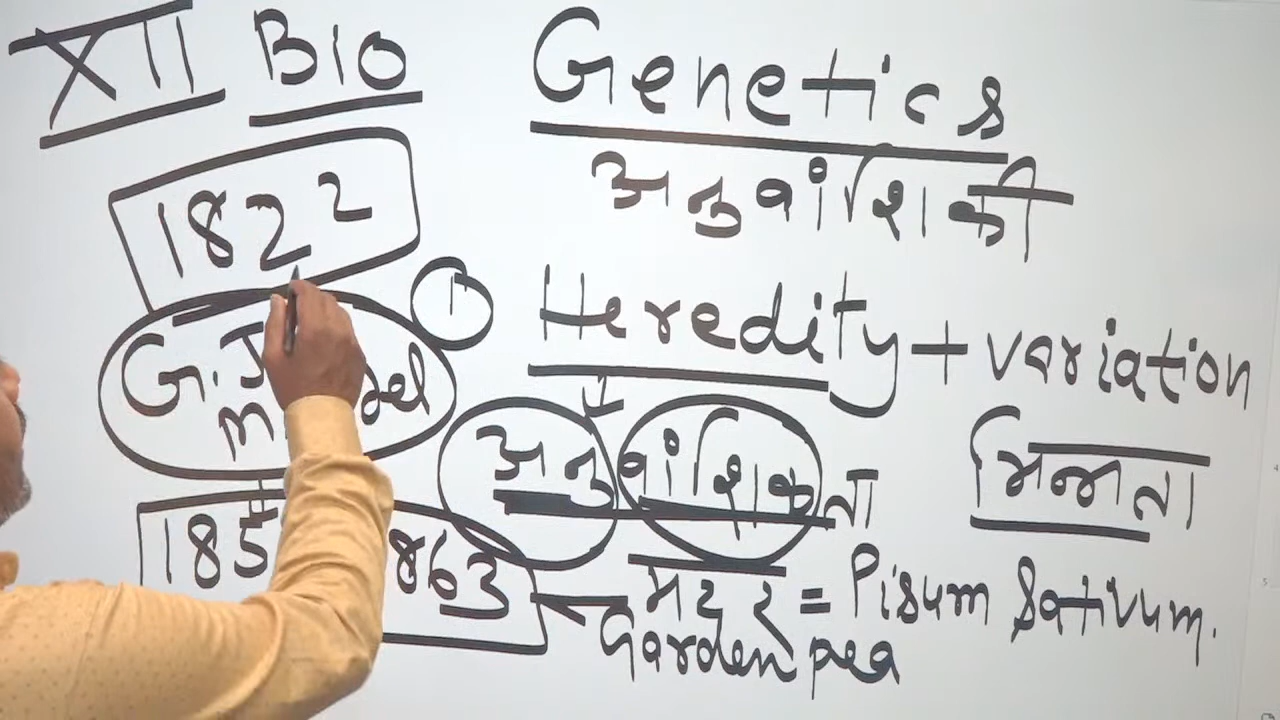 XII Bio
Genetics
अनुवांशिकी
1822
①
Heredity + variation
G. J.
अनुवांशिकता
भिन्नता
185
863
मटर = Pisum Sativum.
Garden pea